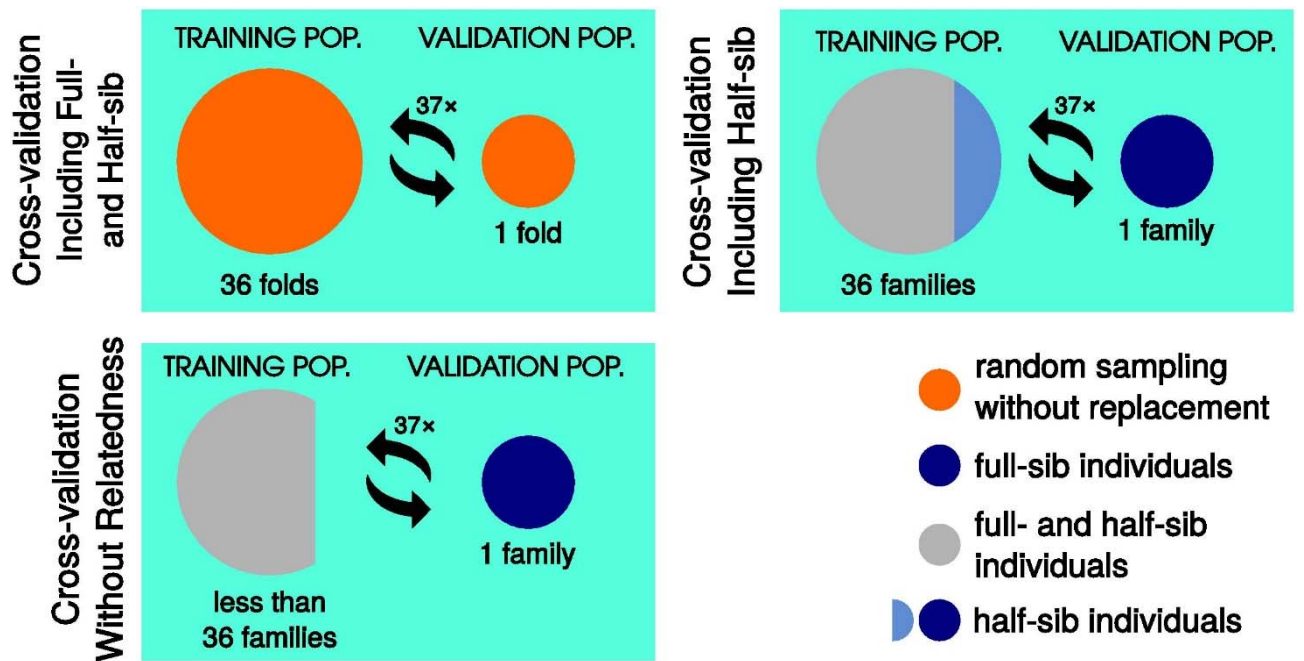 Cross-validation
Including Full-
and Half-sib
TRAINING POP.
VALIDATION POP.
37×
1 fold
36 folds
Cross-validation
Including Half-sib
TRAINING POP.
VALIDATION POP.
37×
1 family
36 families
Cross-validation
Without Relatedness
TRAINING POP.
VALIDATION POP.
37×
1 family
less than
36 families
random sampling
without replacement
full-sib individuals
full- and half-sib
individuals
half-sib individuals